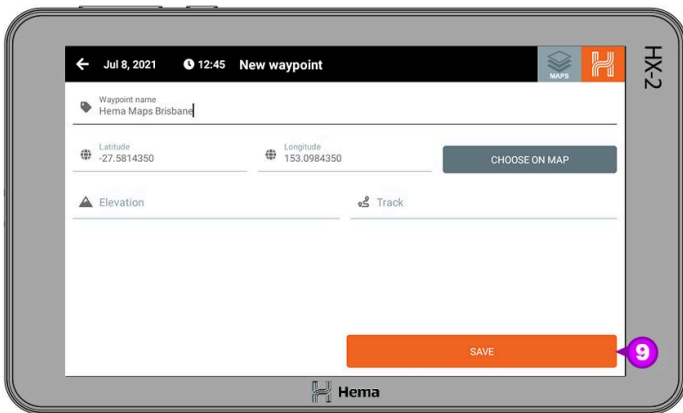 Jul 8, 2021 12:45 New waypoint
MAPS
HX-2
Waypoint name
Hema Maps Brisbane
Latitude
-27.5814350
Longitude
153.0984350
CHOOSE ON MAP
Elevation
Track
SAVE
9
Hema